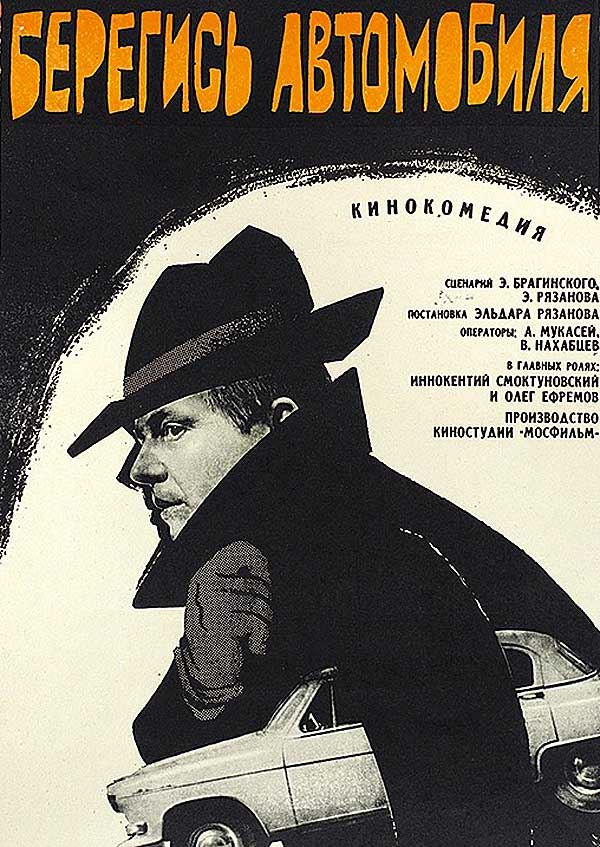 БЕРЕГИСЬ АВТОМОБИЛЯ
КИНОКОМЕДИЯ
СЦЕНАРИЙ Э. БРАГИНСКОГО,
Э. РЯЗАНОВА
ПОСТАНОВКА ЭЛЬДАРА РЯЗАНОВА
ОПЕРАТОРЫ: А. МУКАСЕЙ,
В. НАХАБЦЕВ
В ГЛАВНЫХ РОЛЯХ:
ИННОКЕНТИЙ СМОКТУНОВСКИЙ
И ОЛЕГ ЕФРЕМОВ
ПРОИЗВОДСТВО
КИНОСТУДИИ «МОСФИЛЬМ»